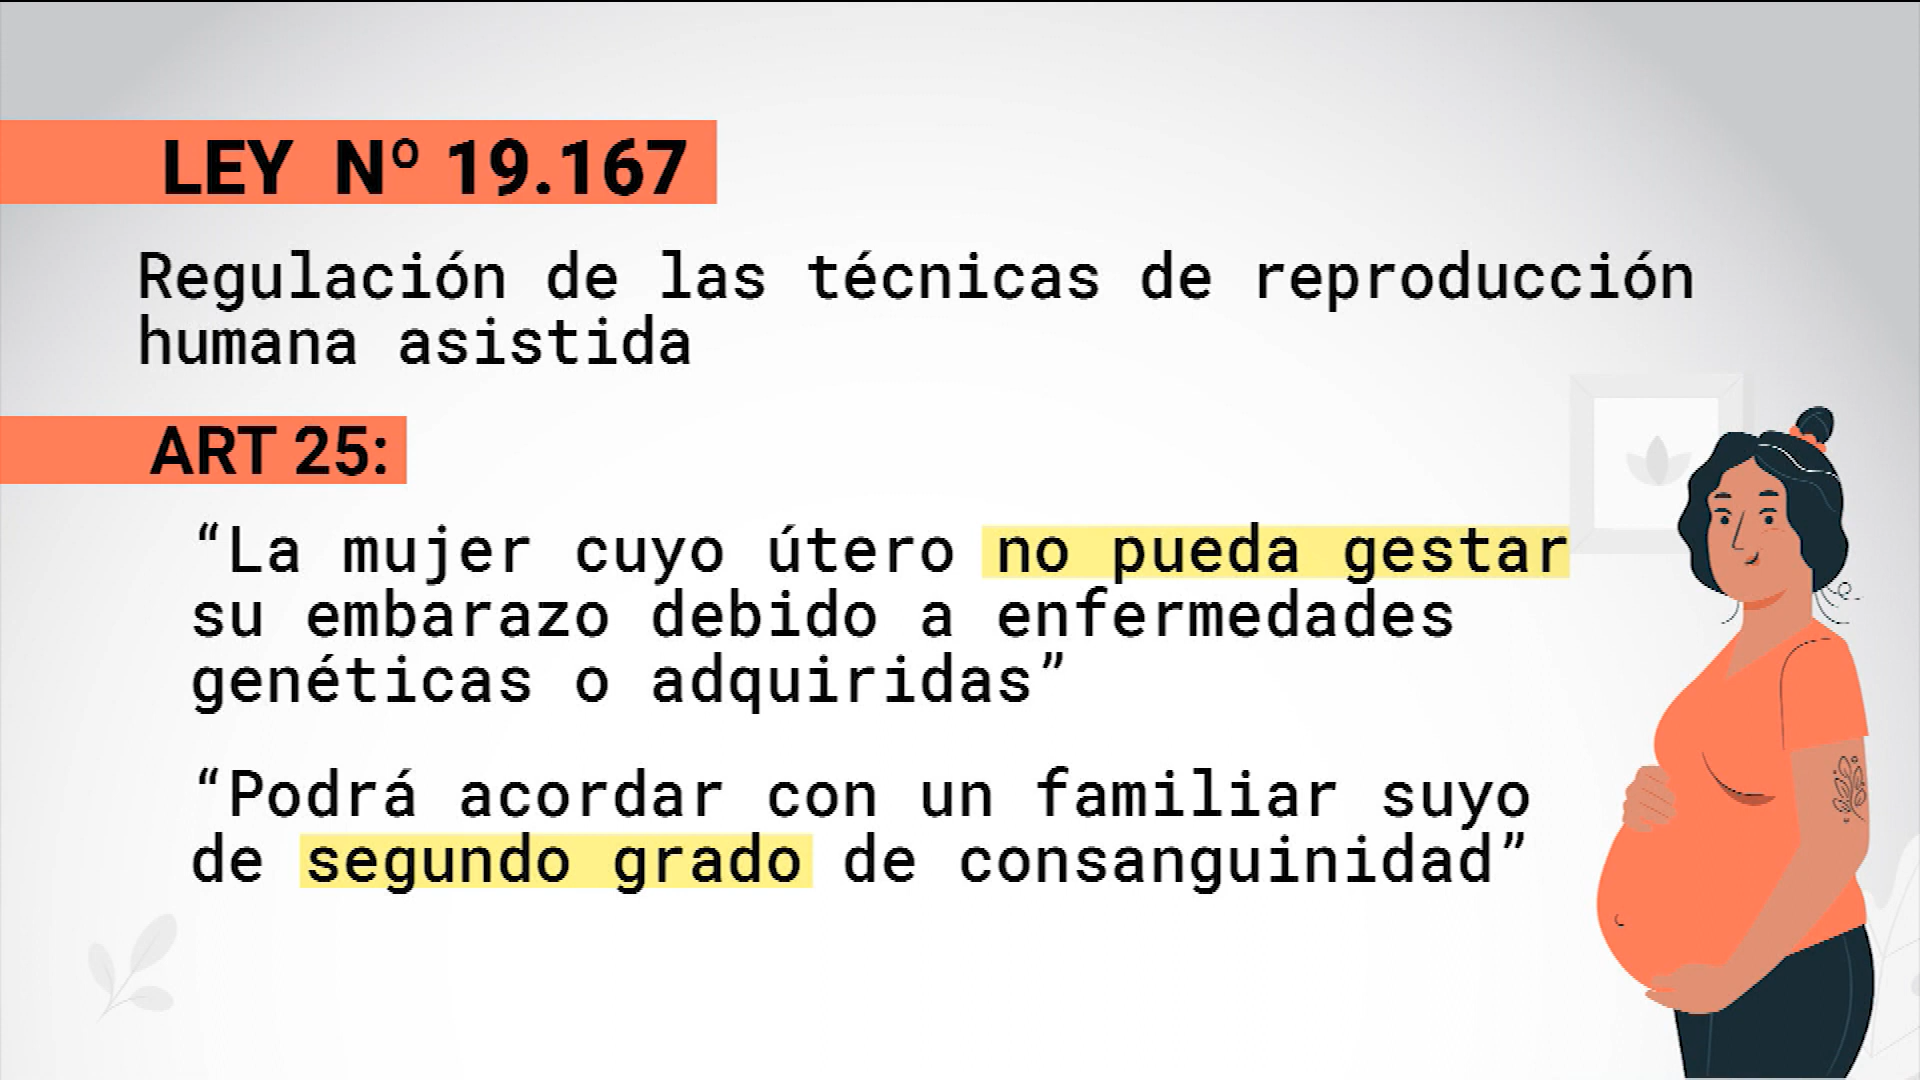 LEY Nº 19.167
Regulación de las técnicas de reproducción
humana asistida
ART 25:
“La mujer cuyo útero no pueda gestar
su embarazo debido a enfermedades
genéticas o adquiridas”
“Podrá acordar con un familiar suyo
de segundo grado de consanguinidad”